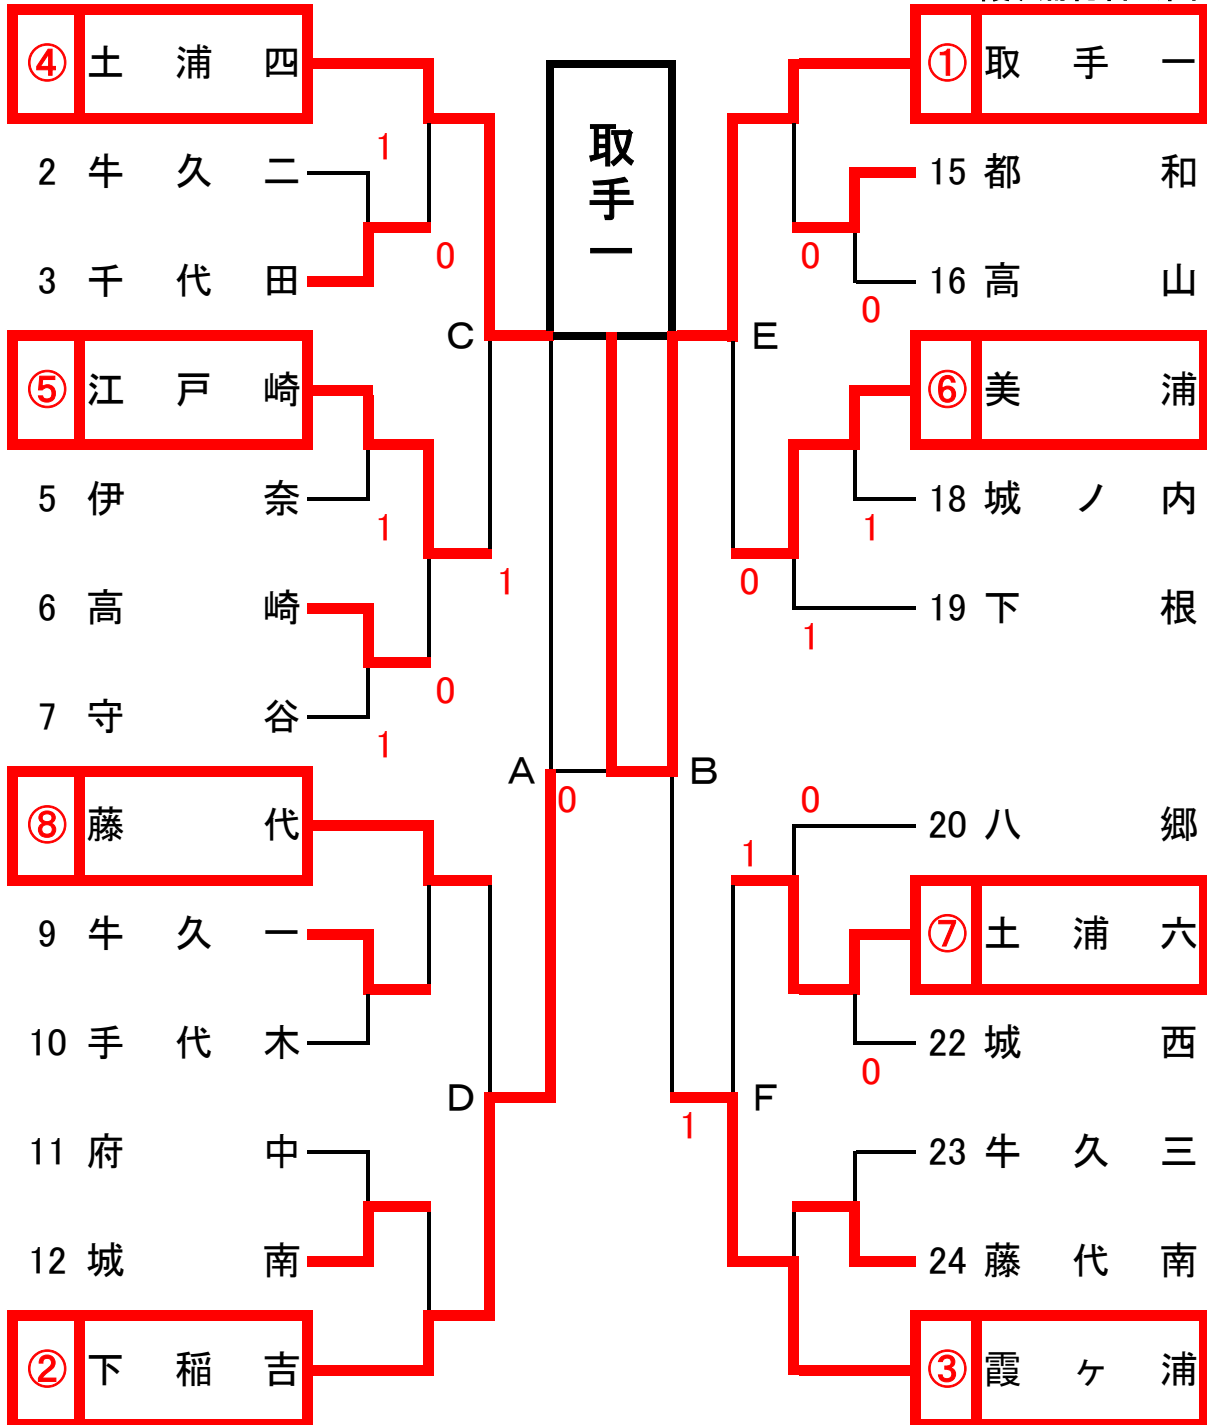 ④ 土浦四
1
2 牛久二
0
3 千代田
C
⑤ 江戸崎
5 伊奈
1
1
6 高崎
0
7 守谷
1
A
0
⑧ 藤代
9 牛久一
10 手代木
D
11 府中
12 城南
② 下稲吉
取手一
① 取手一
15 都和
0
16 高山
0
E
⑥ 美浦
18 城ノ内
1
0
19 下根
1
B
0
20 八郷
1
⑦ 土浦六
22 城西
0
F
1
23 牛久三
24 藤代南
③ 霞ヶ浦